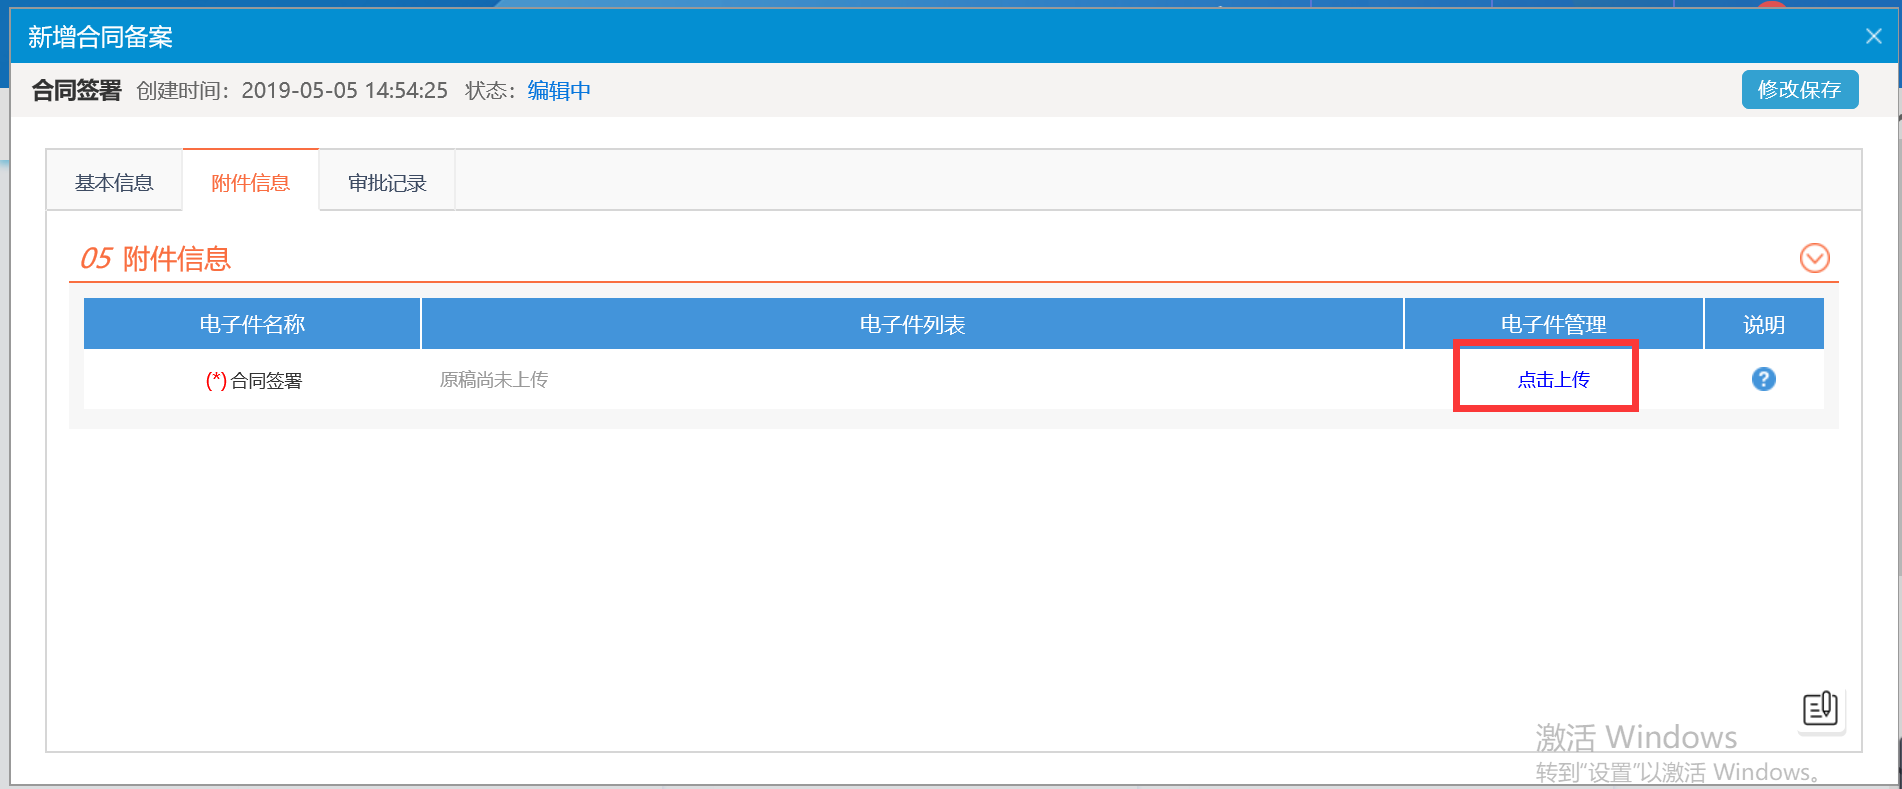 新增合同备案
合同签署 创建时间：2019-05-05 14:54:25 状态：编辑中 修改保存
基本信息 附件信息 审批记录
05 附件信息
电子件名称 电子件列表 电子件管理 说明
(*)合同签署 原稿尚未上传 点击上传 ?
激活 Windows
转到“设置”以激活 Windows。